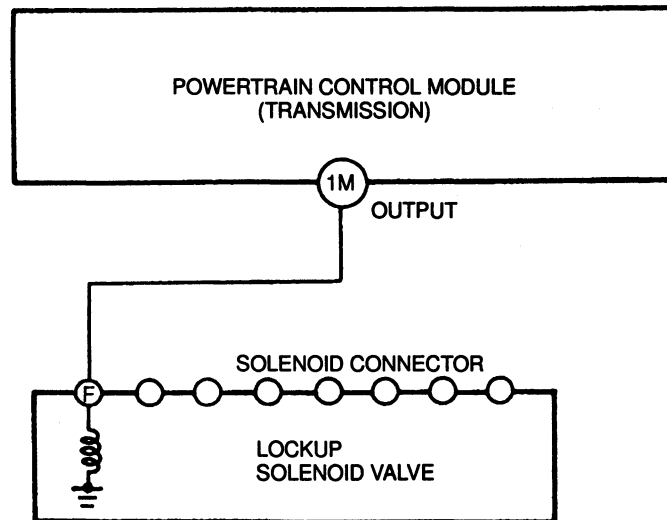 POWERTRAIN CONTROL MODULE
(TRANSMISSION)
1M
OUTPUT
SOLENOID CONNECTOR
F
LOCKUP
SOLENOID VALVE